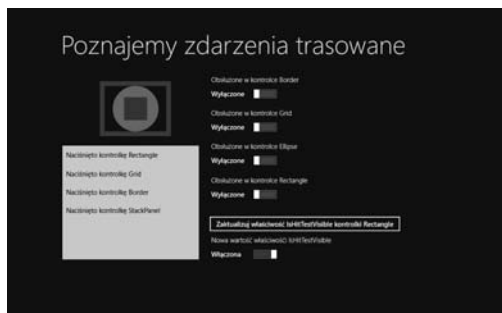 Poznajemy zdarzenia trasowane
Obsłużone w kontrolce Border
Wyłączone
Obsłużone w kontrolce Grid
Wyłączone
Obsłużone w kontrolce Ellipse
Wyłączone
Obsłużone w kontrolce Rectangle
Wyłączone
Naciśnięto kontrolkę Rectangle
Naciśnięto kontrolkę Grid
Naciśnięto kontrolkę Border
Naciśnięto kontrolkę StackPanel
Zaktualizuj właściwość IsHitTestVisible kontrolki Rectangle
Nowa wartość właściwości IsHitTestVisible
Włączona